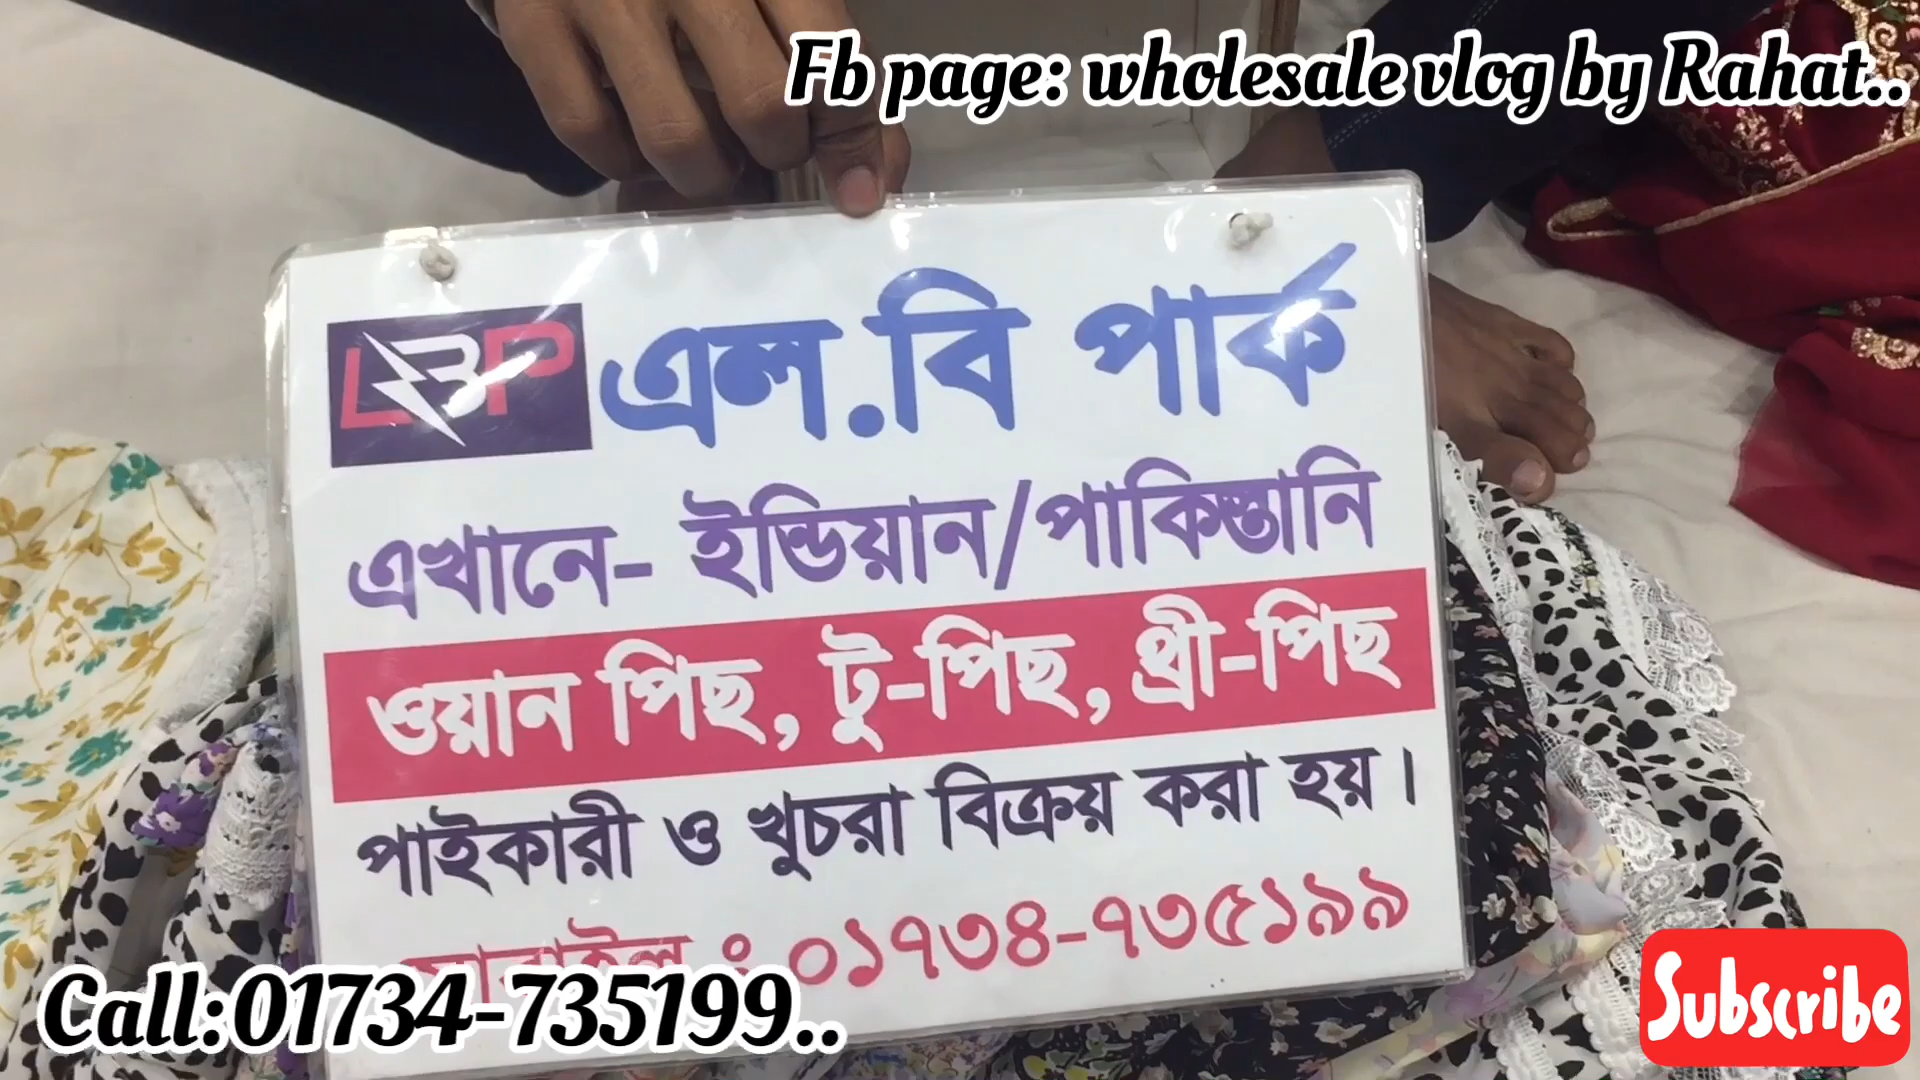 Fb page: wholesale vlog by Rahat..
LBP এল.বি পার্ক
এখানে- ইন্ডিয়ান/পাকিস্তানি
ওয়ান পিছ, টু-পিছ, থ্রী-পিছ
পাইকারী ও খুচরা বিক্রয় করা হয়।
মোবাইল : ০১৭৩৪-৭৩৫১৯৯
Call:01734-735199..
Subscribe